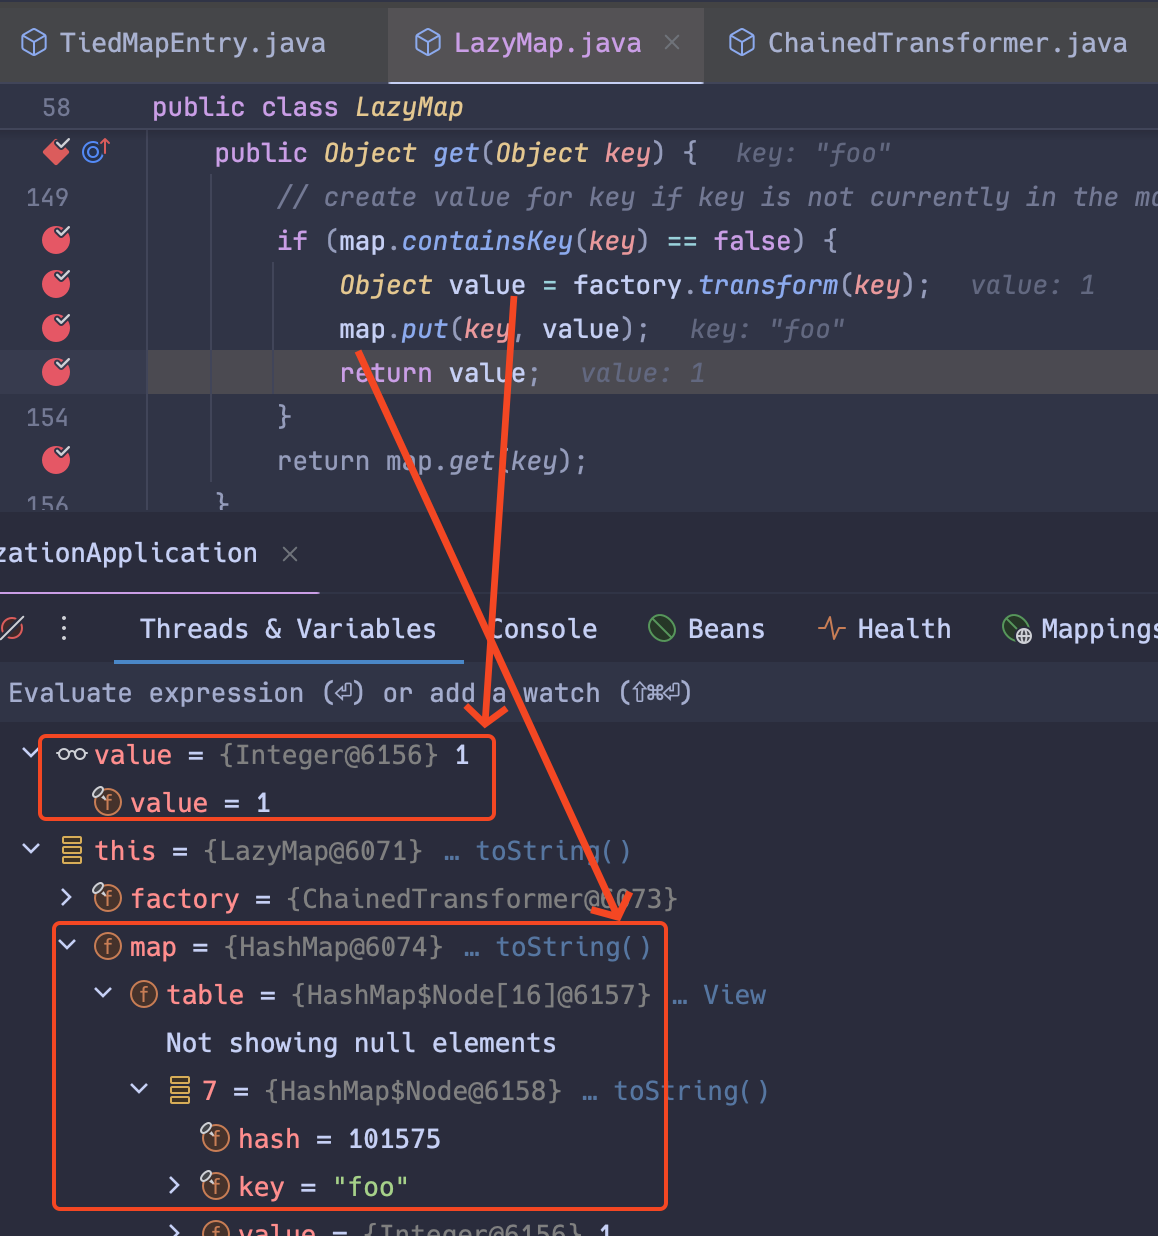 TiedMapEntry.java LazyMap.java ChainedTransformer.java
58 public class LazyMap
public Object get(Object key) { key: "foo"
149 // create value for key if key is not currently in the
if (map.containsKey(key) == false) {
Object value = factory.transform(key); value: 1
map.put(key, value); key: "foo"
return value; value: 1
154 }
return map.get(key);
156 }
zationApplication
Threads & Variables Console Beans Health Mappings
Evaluate expression (⏎) or add a watch (⇧⌘⏎)
value = {Integer@6156} 1
value = 1
this = {LazyMap@6071} … toString()
factory = {ChainedTransformer@6073}
map = {HashMap@6074} … toString()
table = {HashMap$Node[16]@6157} … View
Not showing null elements
7 = {HashMap$Node@6158} … toString()
hash = 101575
key = "foo"
value = {Integer@6156} 1